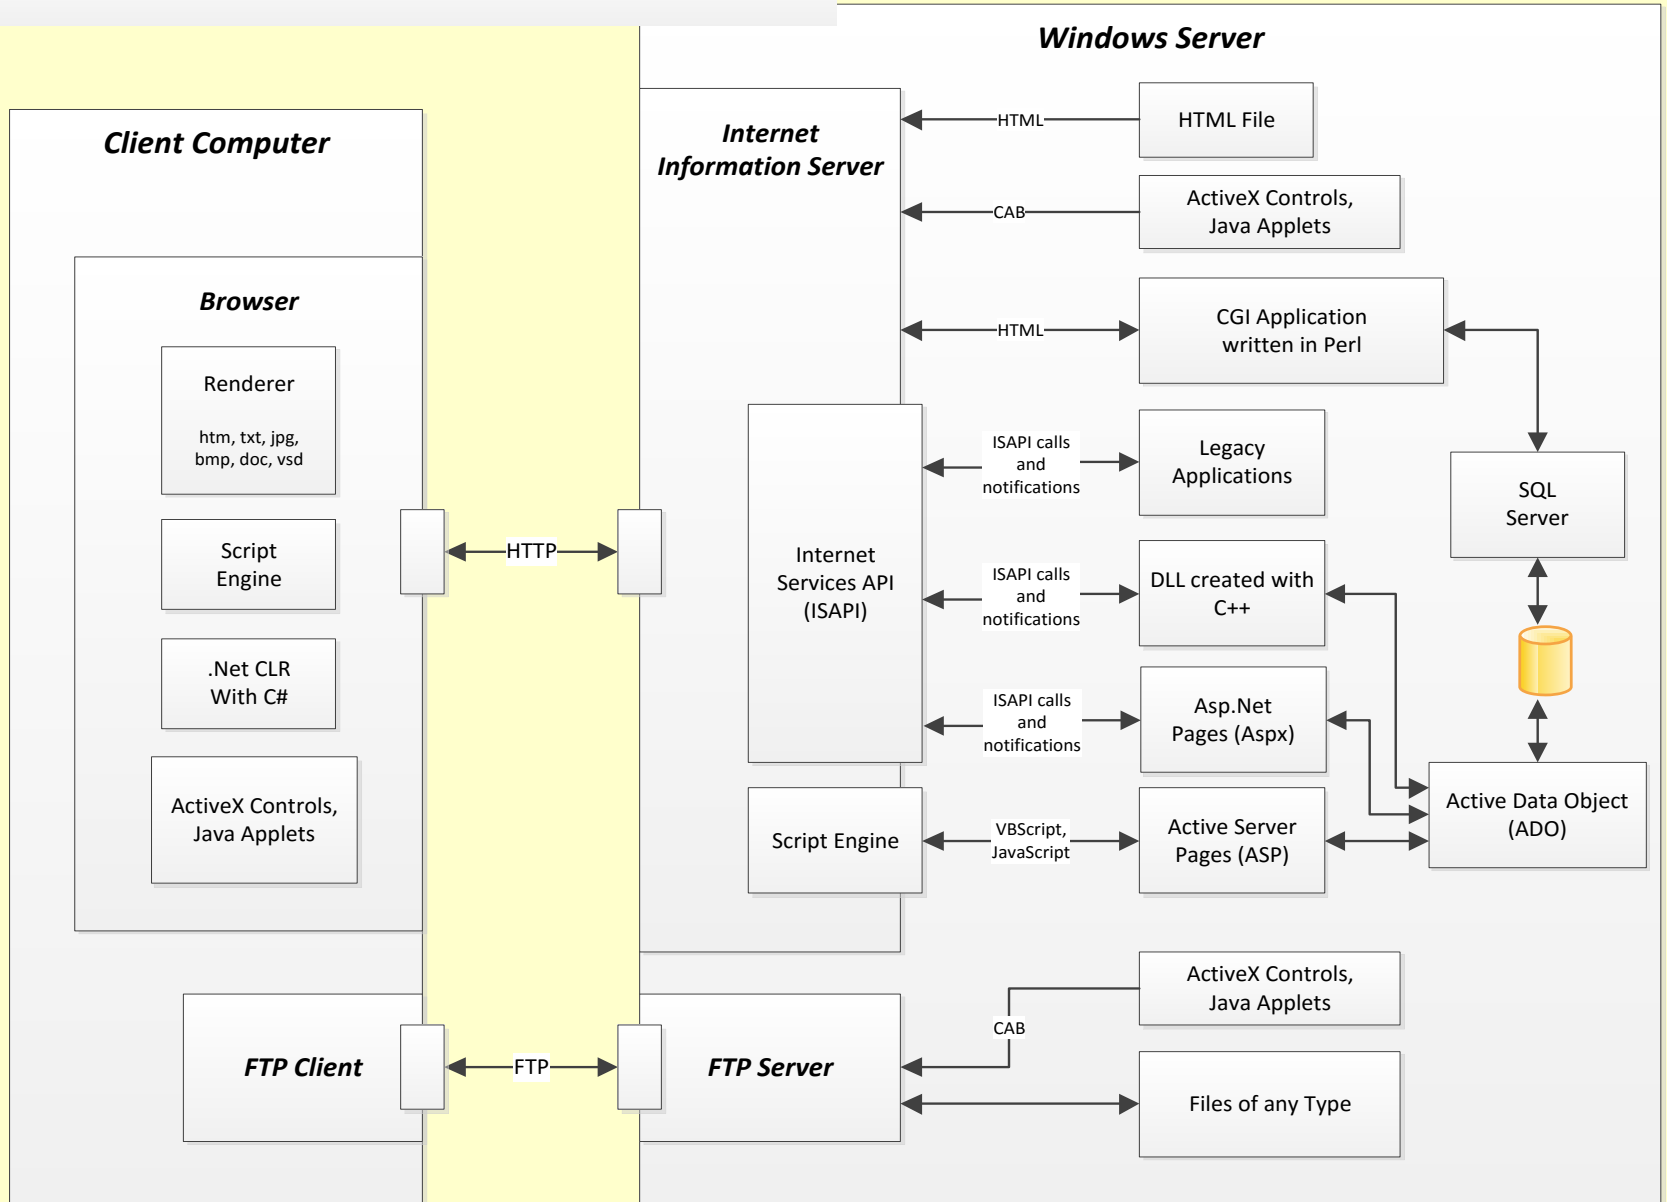 Windows Server
Client Computer
Browser
Renderer
htm, txt, jpg,
bmp, doc, vsd
Script
Engine
.Net CLR
With C#
ActiveX Controls,
Java Applets
FTP Client
HTTP
FTP
Internet
Information Server
Internet
Services API
(ISAPI)
Script Engine
FTP Server
HTML
HTML File
CAB
ActiveX Controls,
Java Applets
HTML
CGI Application
written in Perl
ISAPI calls
and
notifications
Legacy
Applications
ISAPI calls
and
notifications
DLL created with
C++
ISAPI calls
and
notifications
Asp.Net
Pages (Aspx)
VBScript,
JavaScript
Active Server
Pages (ASP)
SQL
Server
Active Data Object
(ADO)
CAB
ActiveX Controls,
Java Applets
Files of any Type